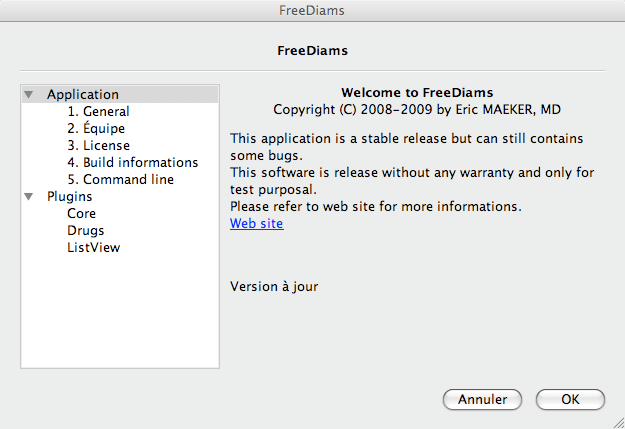 FreeDiams
FreeDiams
Application
1. General
2. Équipe
3. License
4. Build informations
5. Command line
Plugins
Core
Drugs
ListView
Welcome to FreeDiams
Copyright (C) 2008-2009 by Eric MAEKER, MD
This application is a stable release but can still contains
some bugs.
This software is release without any warranty and only for
test purposal.
Please refer to web site for more informations.
Web site
Version à jour
Annuler
OK